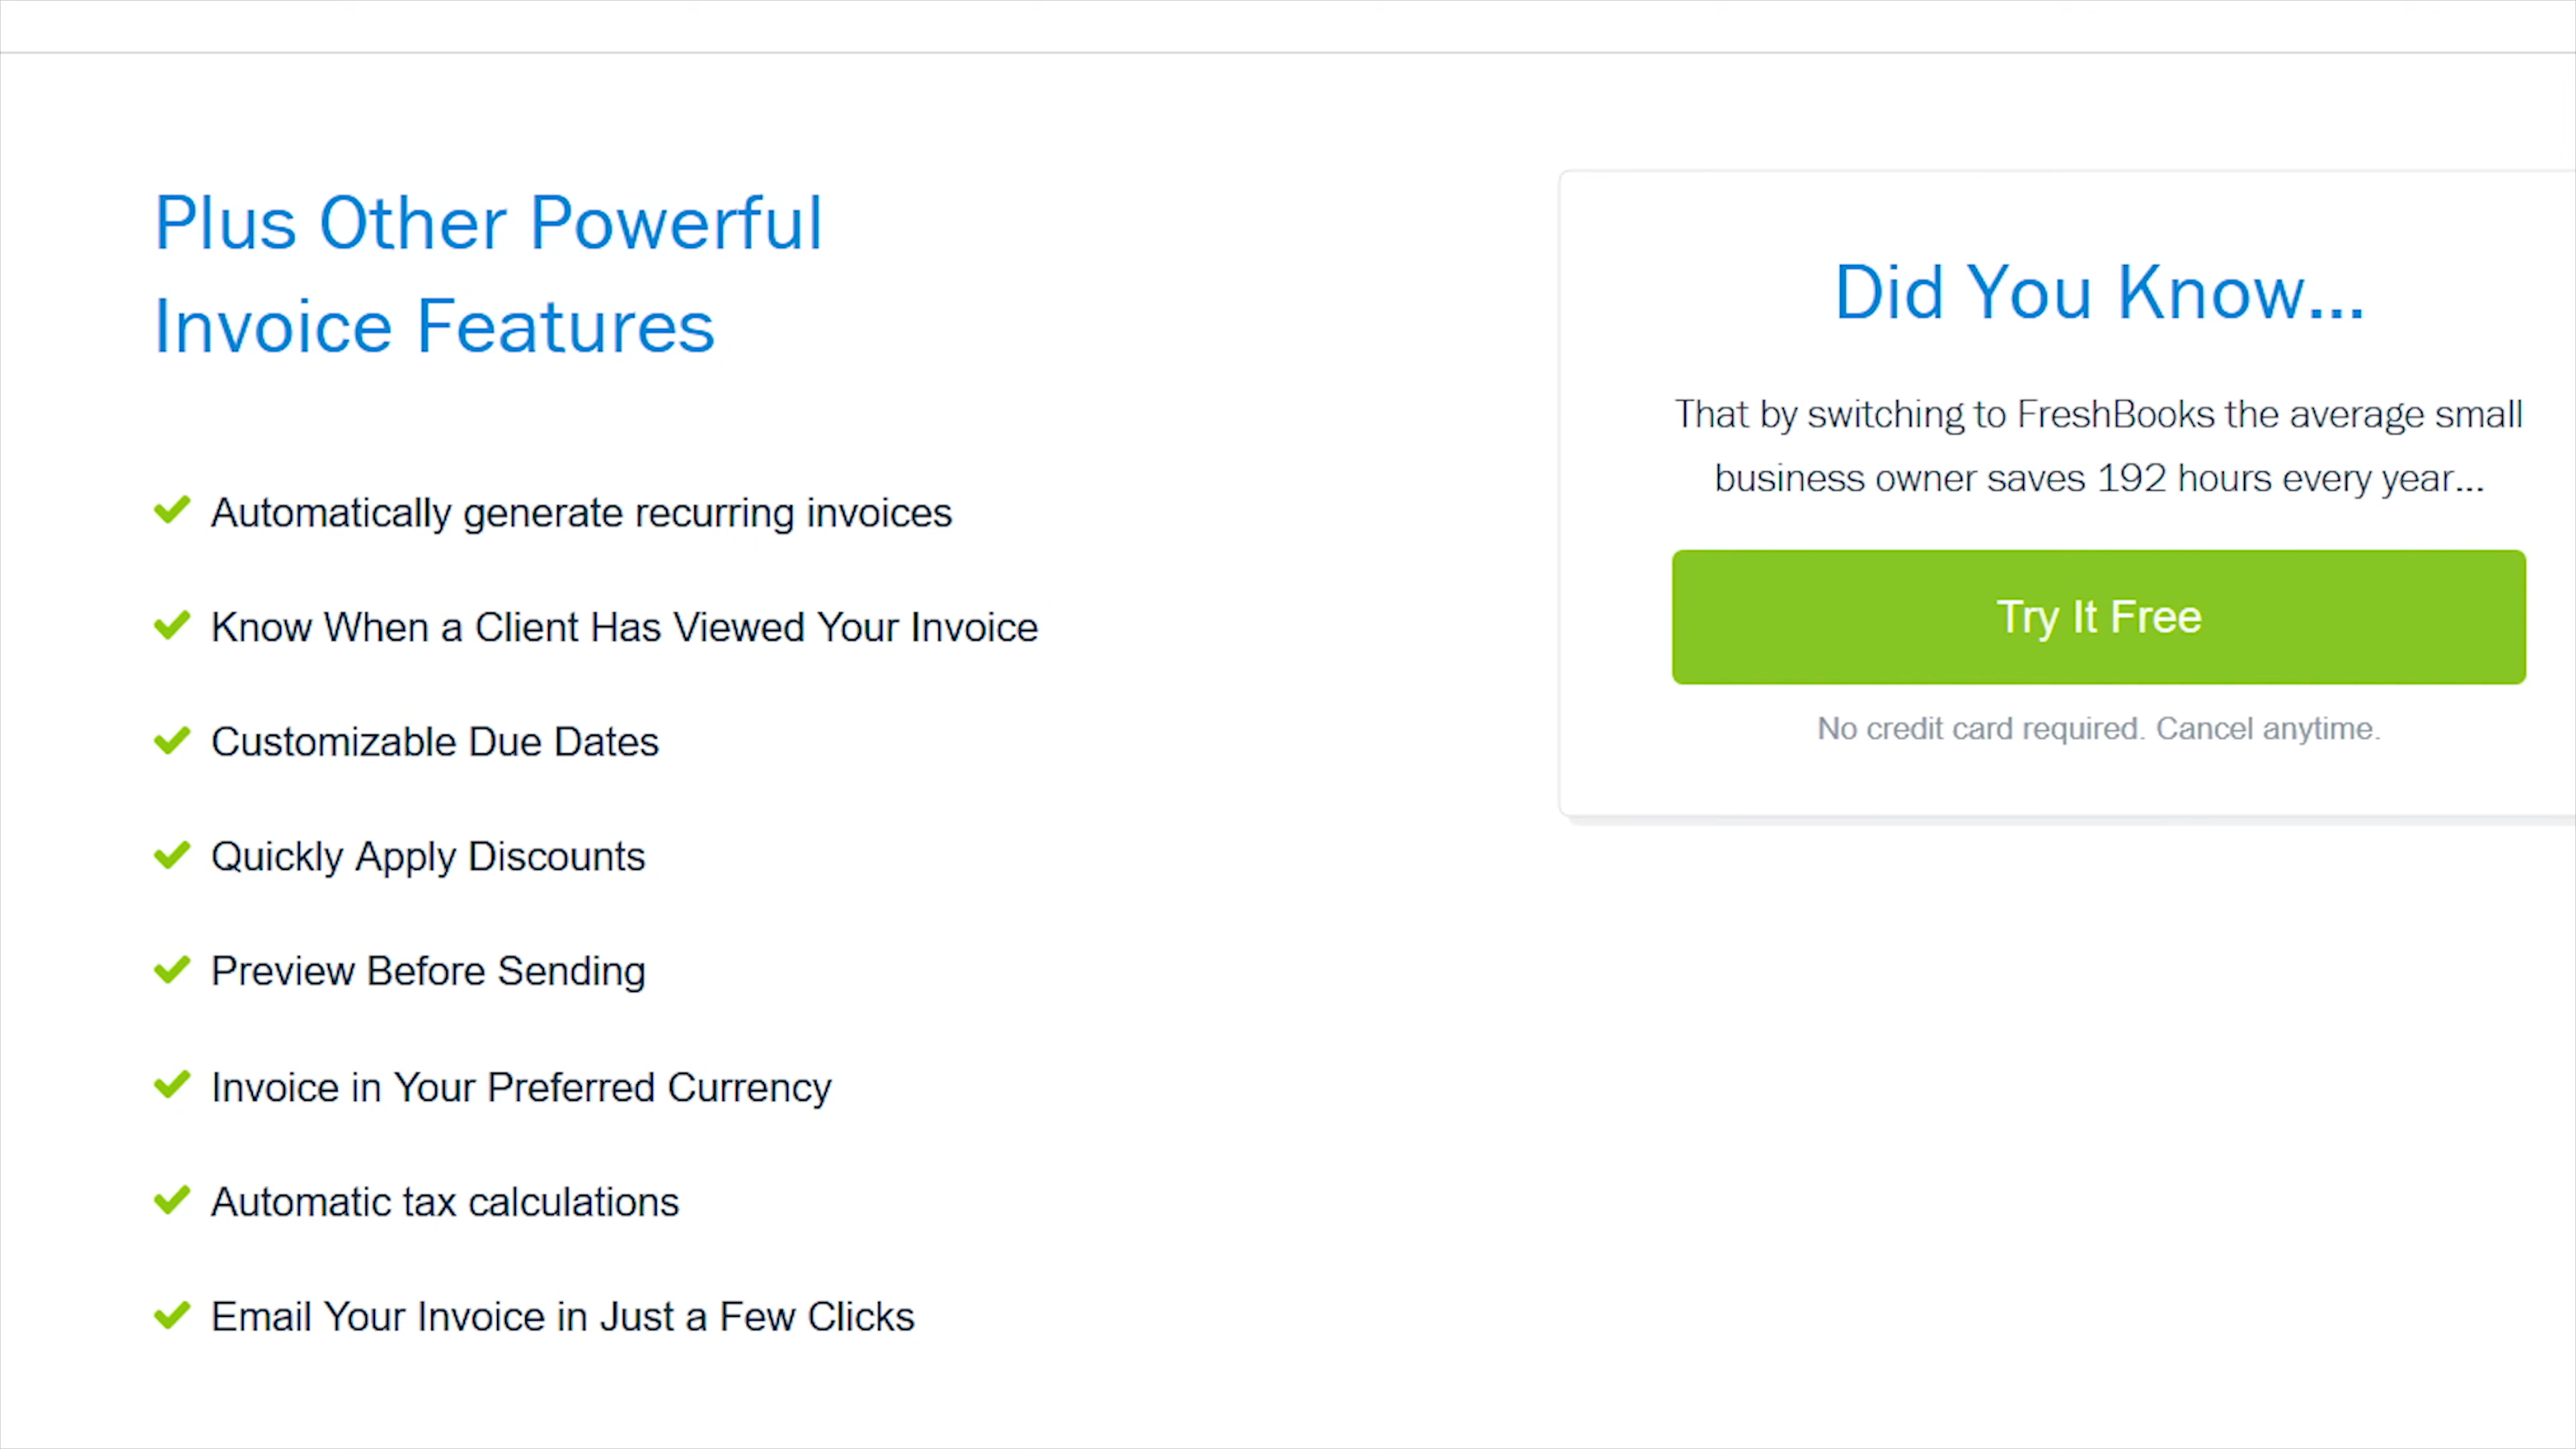 Plus Other Powerful
Invoice Features
Automatically generate recurring invoices
Know When a Client Has Viewed Your Invoice
Customizable Due Dates
Quickly Apply Discounts
Preview Before Sending
Invoice in Your Preferred Currency
Automatic tax calculations
Email Your Invoice in Just a Few Clicks
Did You Know...
That by switching to FreshBooks the average small
business owner saves 192 hours every year...
Try It Free
No credit card required. Cancel anytime.